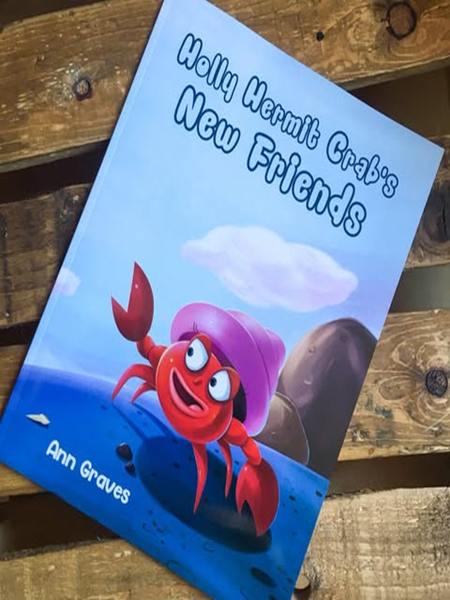 Holly Hermit Crab's
New Friends
Ann Graves